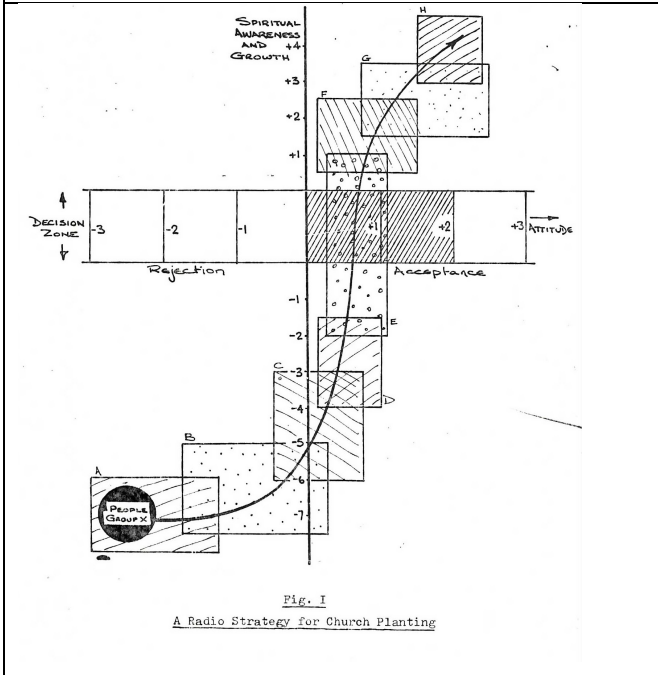 H
SPIRITUAL
AWARENESS
AND
GROWTH
+4
G
+3
F
+2
+1
DECISION
ZONE
-3
-2
-1
+1
+2
+3
ATTITUDE
Rejection
Acceptance
-1
E
-2
C
-3
D
-4
B
-5
A
-6
PEOPLE
GROUP X
-7
Fig. I
A Radio Strategy for Church Planting